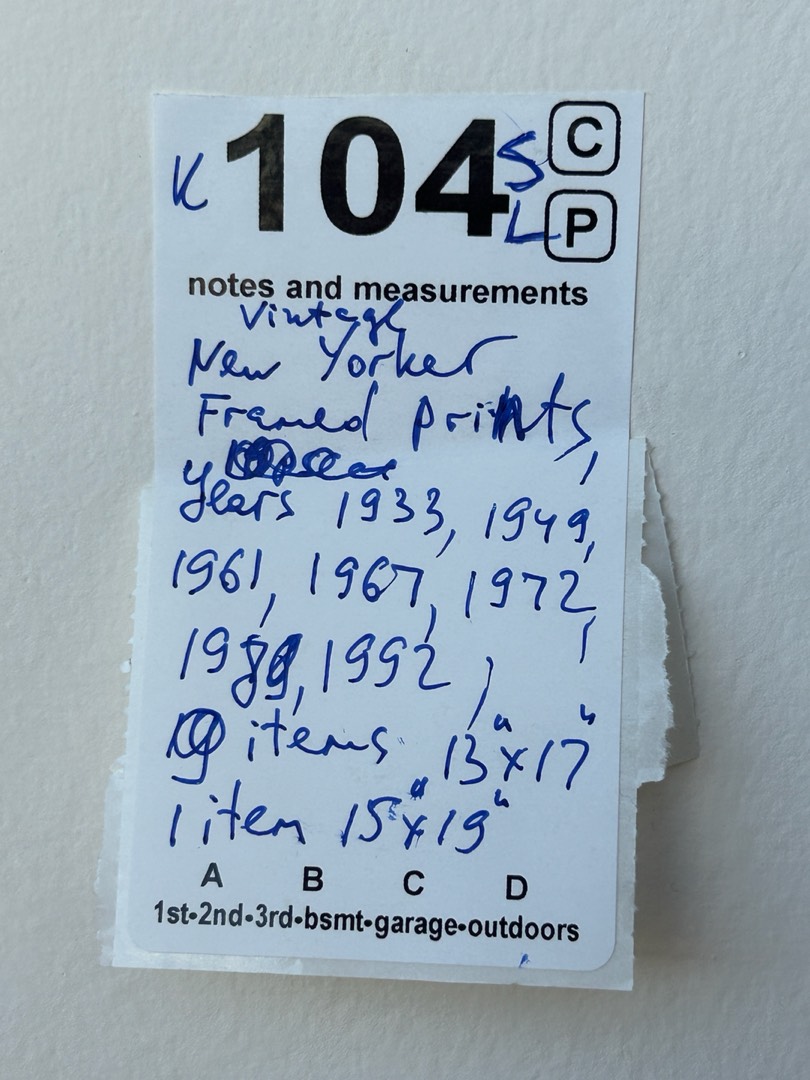 K 104 S C
L P
notes and measurements
Vintage
New Yorker
Framed prints,
years 1933, 1949,
1961, 1967, 1972,
1989, 1992,
items 13"x17"
1 item 15"x19"
A B C D
1st•2nd•3rd•bsmt•garage•outdoors